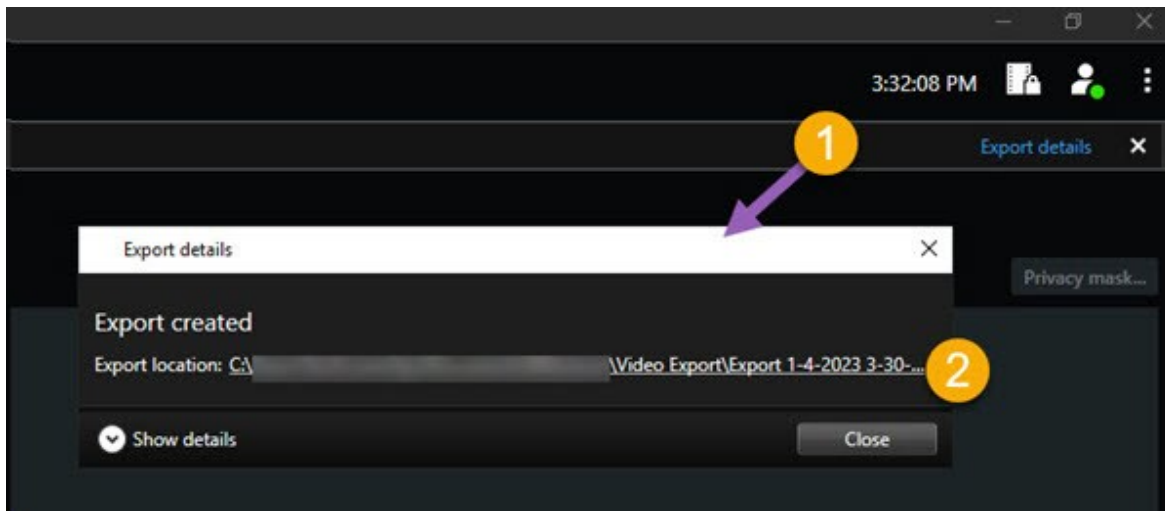 3:32:08 PM
1
Export details
Privacy mask...
Export details
Export created
Export location: C:\ \Video Export\Export 1-4-2023 3-30-...
2
Show details
Close